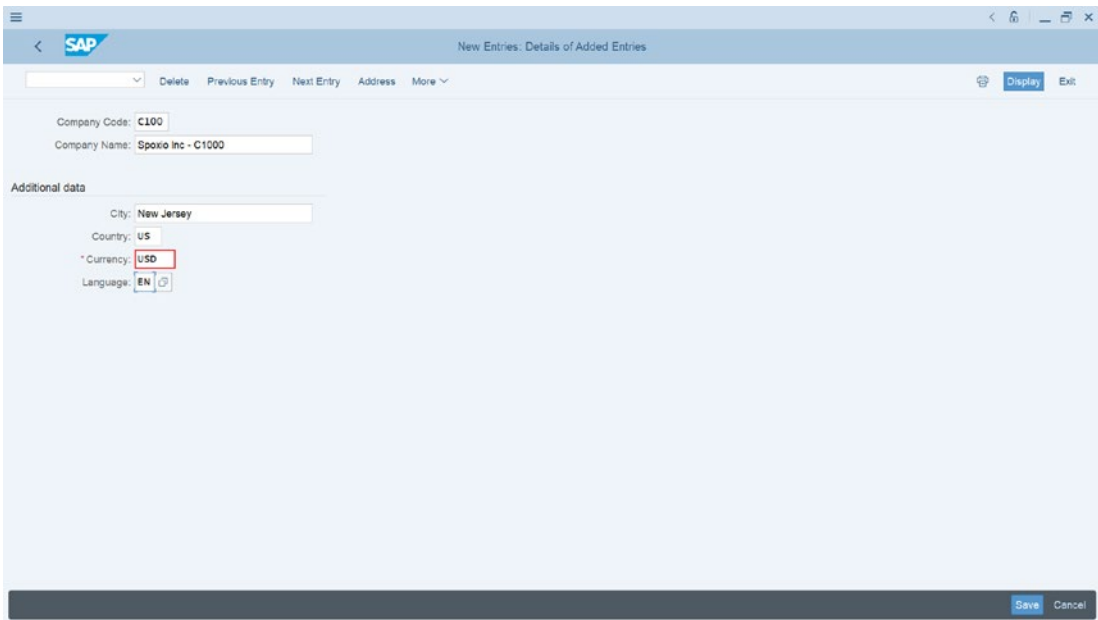 SAP
New Entries: Details of Added Entries
Delete Previous Entry Next Entry Address More Display Exit
Company Code: C100
Company Name: Spoxio Inc - C1000
Additional data
City: New Jersey
Country: US
*Currency: USD
Language: EN
Save Cancel